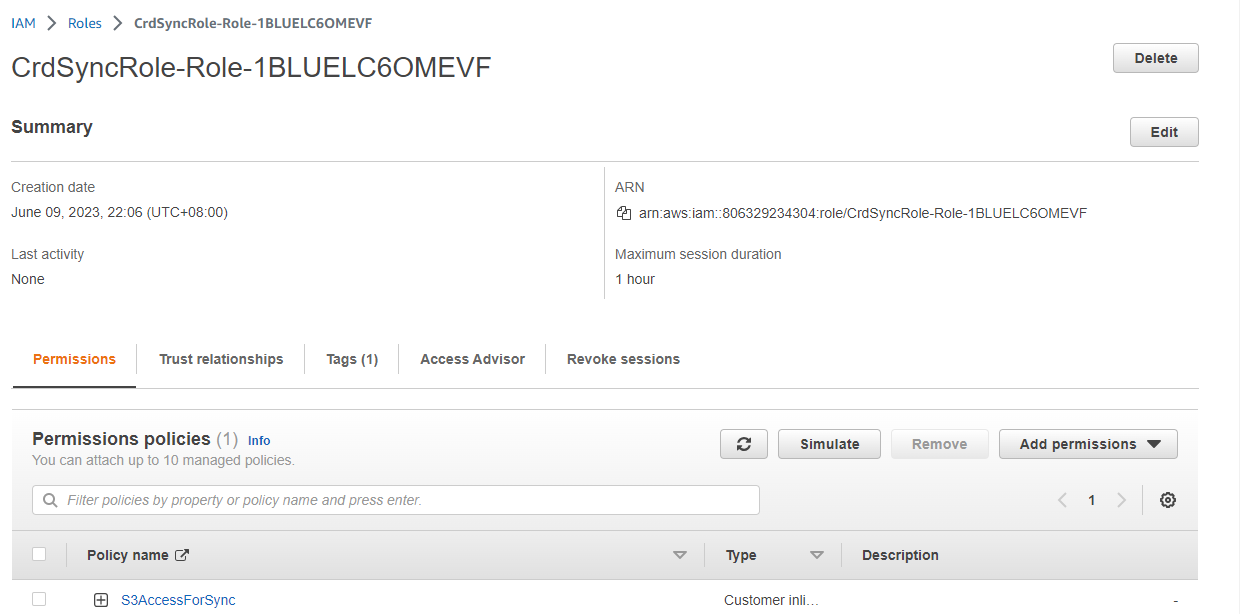 IAM > Roles > CrdSyncRole-Role-1BLUELC6OMEVF
CrdSyncRole-Role-1BLUELC6OMEVF
Delete
Summary
Edit
Creation date
June 09, 2023, 22:06 (UTC+08:00)
ARN
arn:aws:iam::806329234304:role/CrdSyncRole-Role-1BLUELC6OMEVF
Last activity
None
Maximum session duration
1 hour
Permissions
Trust relationships
Tags (1)
Access Advisor
Revoke sessions
Permissions policies (1) Info
You can attach up to 10 managed policies.
Simulate
Remove
Add permissions
Filter policies by property or policy name and press enter.
1
Policy name
Type
Description
S3AccessForSync
Customer inli…
-